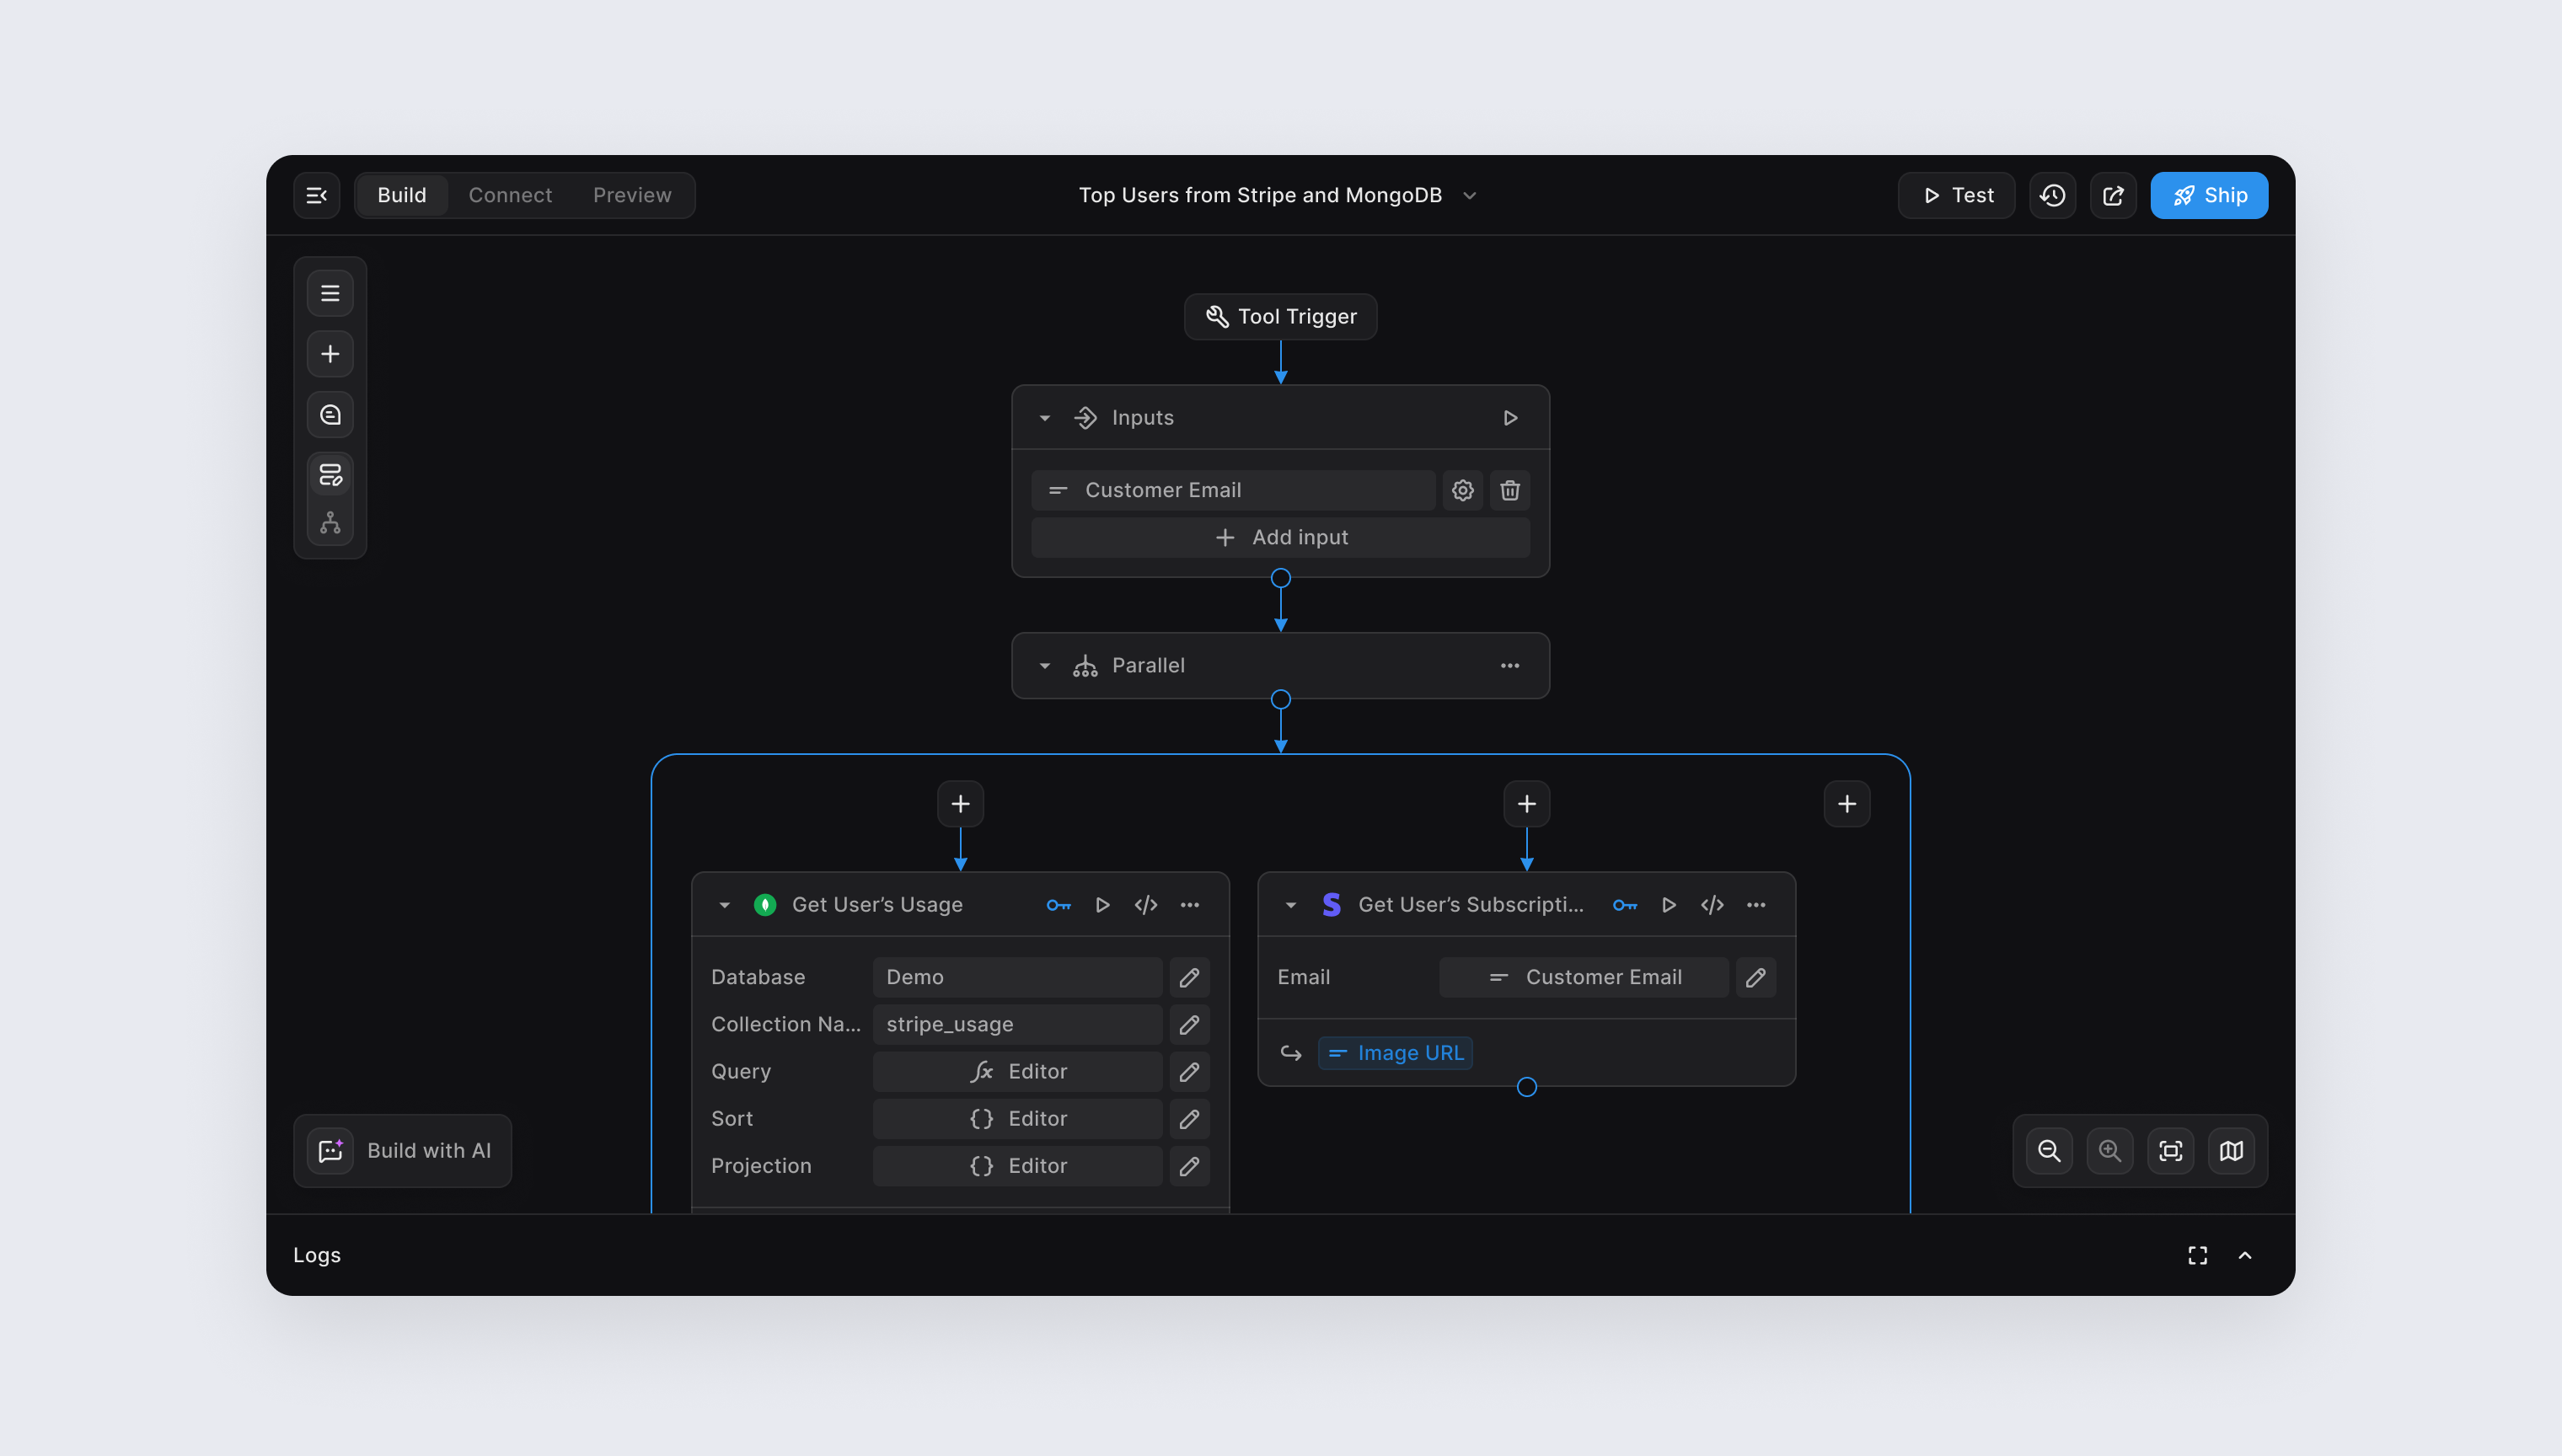 Build Connect Preview
Top Users from Stripe and MongoDB
Test
Ship
Tool Trigger
Inputs
Customer Email
Add input
Parallel
Get User’s Usage
Database Demo
Collection Na... stripe_usage
Query Editor
Sort Editor
Projection Editor
Get User’s Subscripti...
Email Customer Email
Image URL
Build with AI
Logs